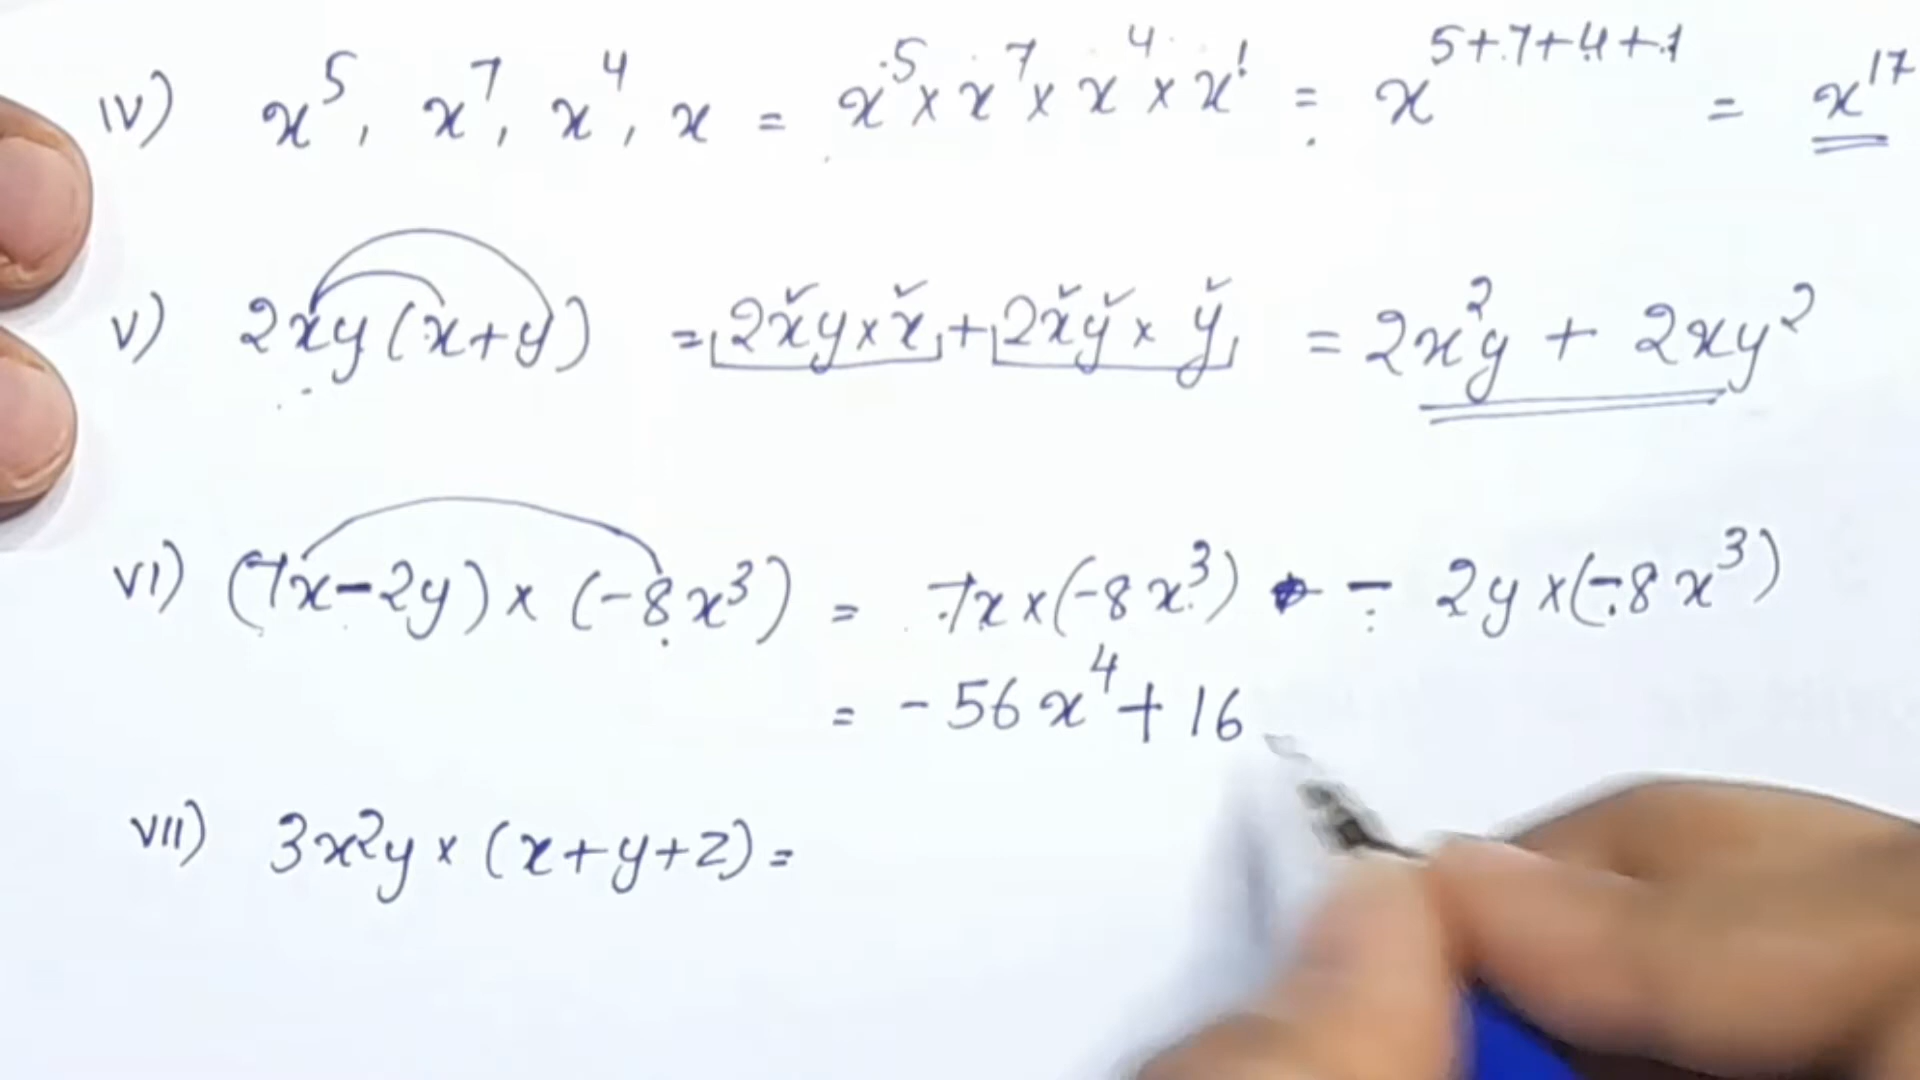 iv) x⁵, x⁷, x⁴, x = x⁵ × x⁷ × x⁴ × x¹ = x⁵⁺⁷⁺⁴⁺¹ = x¹⁷
v) 2xy(x+y) = 2xy×x + 2xy×y = 2x²y + 2xy²
vi) (7x-2y) × (-8x³) = 7x×(-8x³) - 2y×(-8x³)
= -56x⁴+16
vii) 3x²y × (x+y+z) =